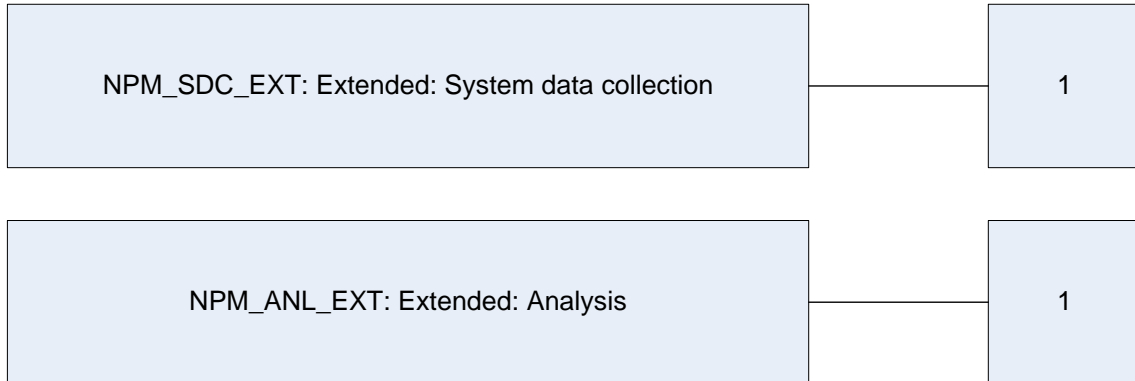 NPM_SDC_EXT: Extended: System data collection
1
NPM_ANL_EXT: Extended: Analysis
1